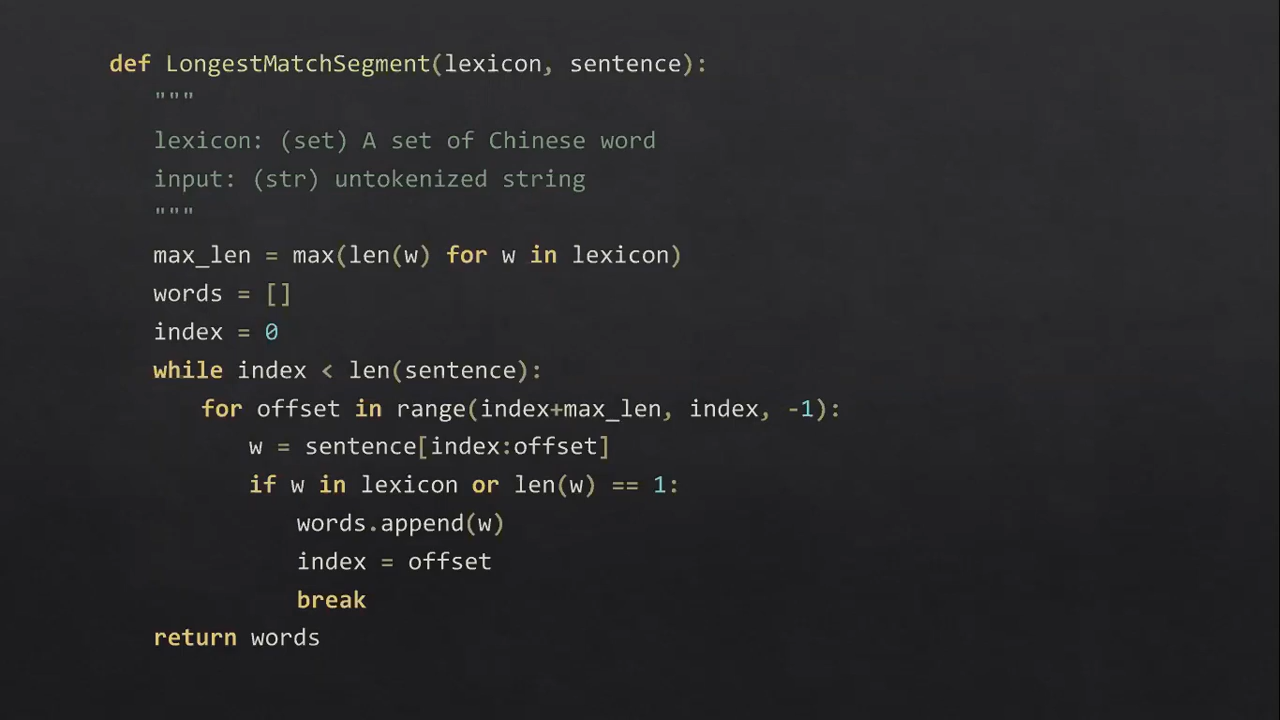 def LongestMatchSegment(lexicon, sentence):
    """
    lexicon: (set) A set of Chinese word
    input: (str) untokenized string
    """
    max_len = max(len(w) for w in lexicon)
    words = []
    index = 0
    while index < len(sentence):
        for offset in range(index+max_len, index, -1):
            w = sentence[index:offset]
            if w in lexicon or len(w) == 1:
                words.append(w)
                index = offset
                break
    return words